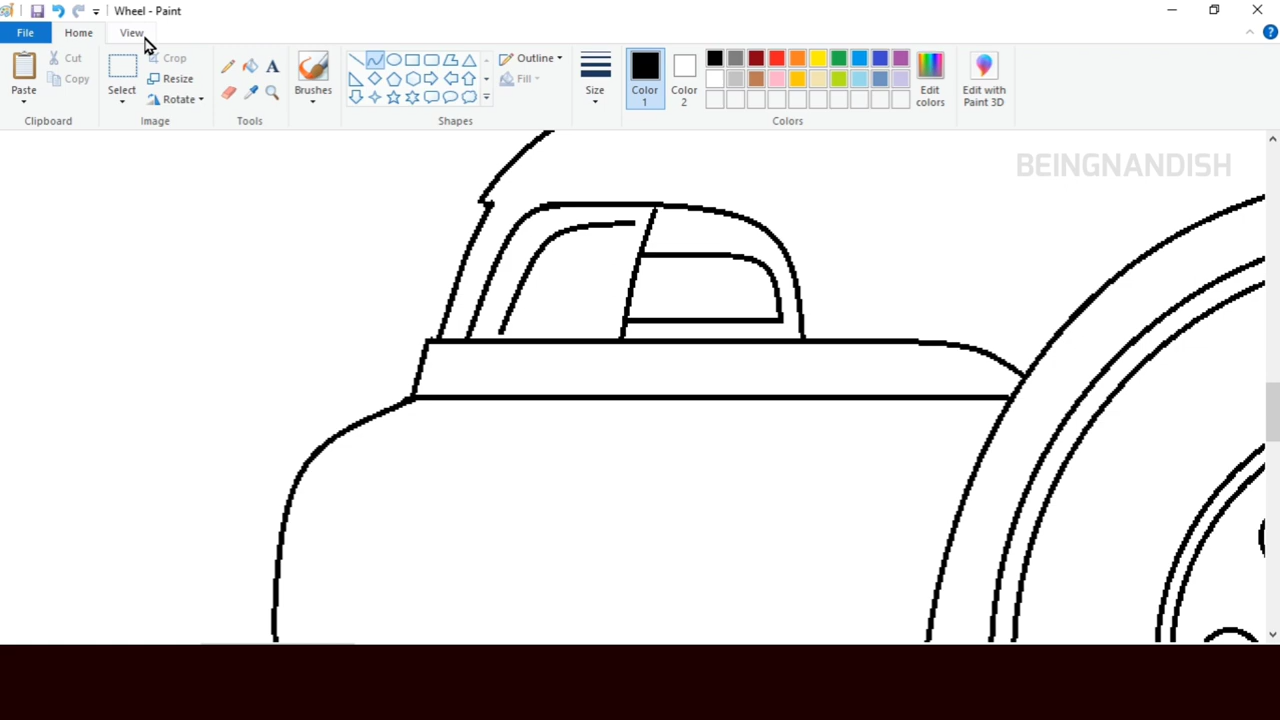 Wheel - Paint
File Home View
Paste
Cut
Copy
Clipboard
Select
Crop
Resize
Rotate
Image
A
Tools
Brushes
Outline
Fill
Shapes
Size
Color 1
Color 2
Edit colors
Colors
Edit with Paint 3D
?
BEINGNANDISH